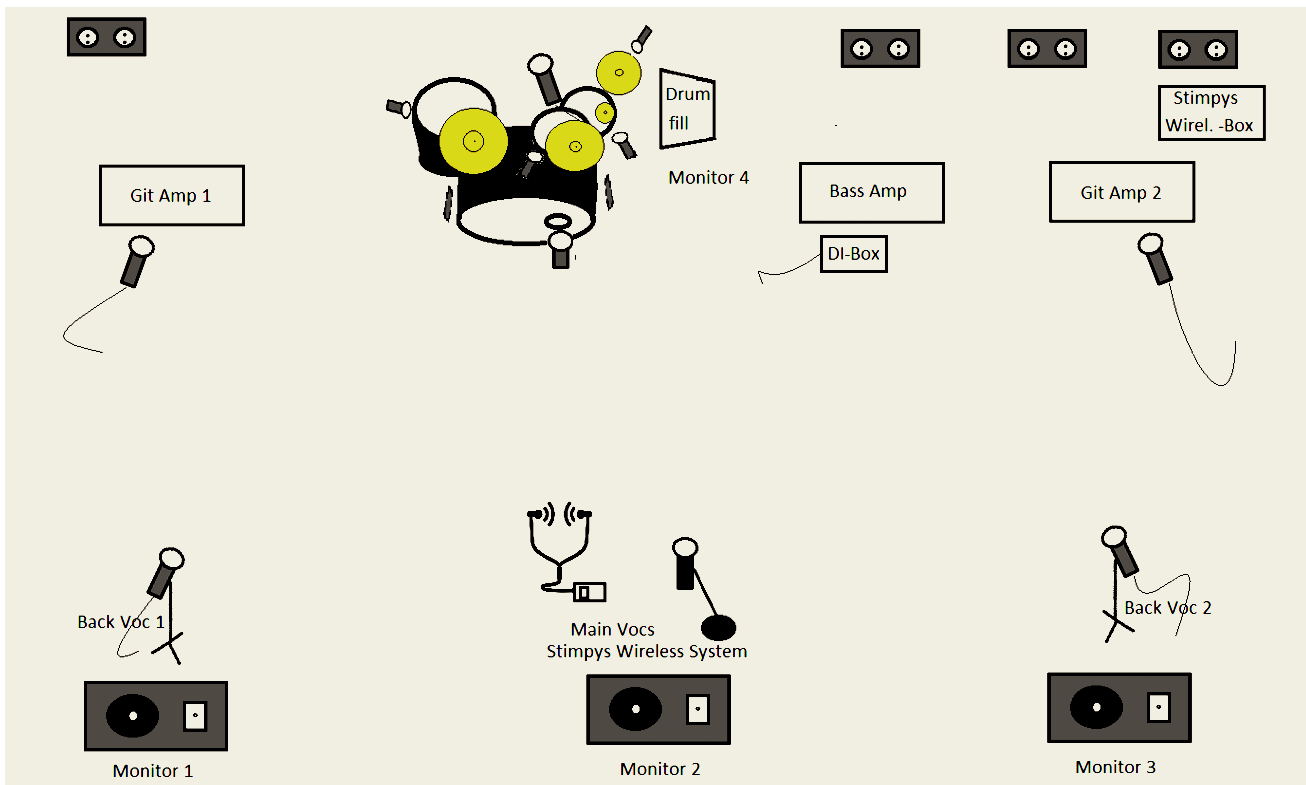 Stimpys
Wirel. -Box
Drum
fill
Monitor 4
Git Amp 1
Bass Amp
Git Amp 2
DI-Box
Back Voc 1
Main Vocs
Stimpys Wireless System
Back Voc 2
Monitor 1
Monitor 2
Monitor 3